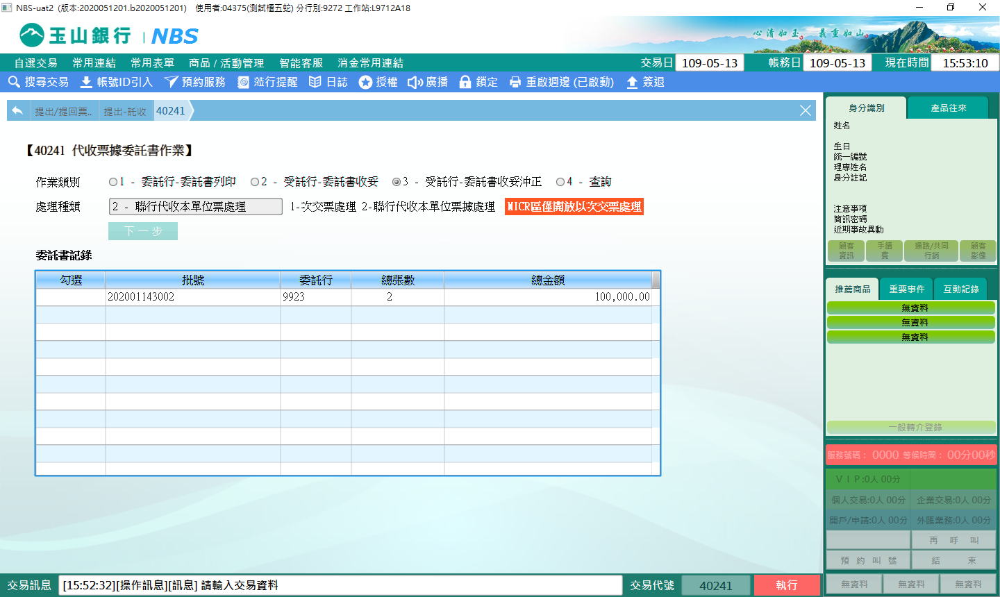 NBS-uat2 (版本:2020051201.b2020051201) 使用者:04375(測試櫃五蛇) 分行別:9272 工作站:L9712A18
玉山銀行 NBS
心清如玉。義重如山。
自選交易 常用連結 常用表單 商品 / 活動管理 智能客服 消金常用連結
交易日 109-05-13 帳務日 109-05-13 現在時間 15:53:10
搜尋交易 帳號ID引入 預約服務 蒞行提醒 日誌 授權 廣播 鎖定 重啟週邊 (已啟動) 簽退
提出/提回票.. 提出-託收 40241
【40241 代收票據委託書作業】
作業類別 1 - 委託行-委託書列印 2 - 受託行-委託書收妥 3 - 受託行-委託書收妥沖正 4 - 查詢
處理種類 2 - 聯行代收本單位票處理 1-次交票處理 2-聯行代收本單位票據處理 MICR區僅開放以次交票處理
下一步
委託書記錄
勾選 批號 委託行 總張數 總金額
202001143002 9923 2 100,000.00
身分識別 產品往來
姓名
生日
統一編號
理專姓名
身分註記
注意事項
簡訊密碼
近期事故異動
顧客資訊 手續費 通路/共同行銷 顧客影像
推薦商品 重要事件 互動記錄
無資料
無資料
無資料
一般轉介登錄
服務號碼： 0000 等候時間： 00分00秒
ＶＩＰ:0人 00分
個人交易:0人 00分 企業交易:0人 00分
開戶/申請:0人 00分 外匯業務:0人 00分
再 呼 叫
預 約 叫 號 結 束
無資料 無資料 無資料
交易訊息 [15:52:32][操作訊息][訊息] 請輸入交易資料 交易代號 40241 執行